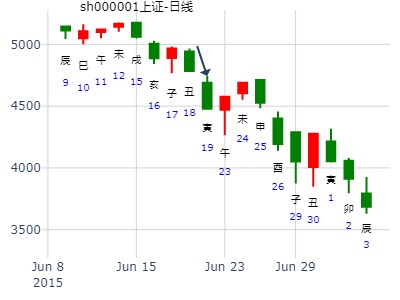 sh000001上证-日线
5000
4500
4000
3500
辰
9
巳
10
午
11
未
12
戌
15
亥
16
子
17
丑
18
寅
19
午
23
未
24
申
25
酉
26
子
29
丑
30
寅
1
卯
2
辰
3
Jun 8
2015
Jun 15
Jun 23
Jun 29